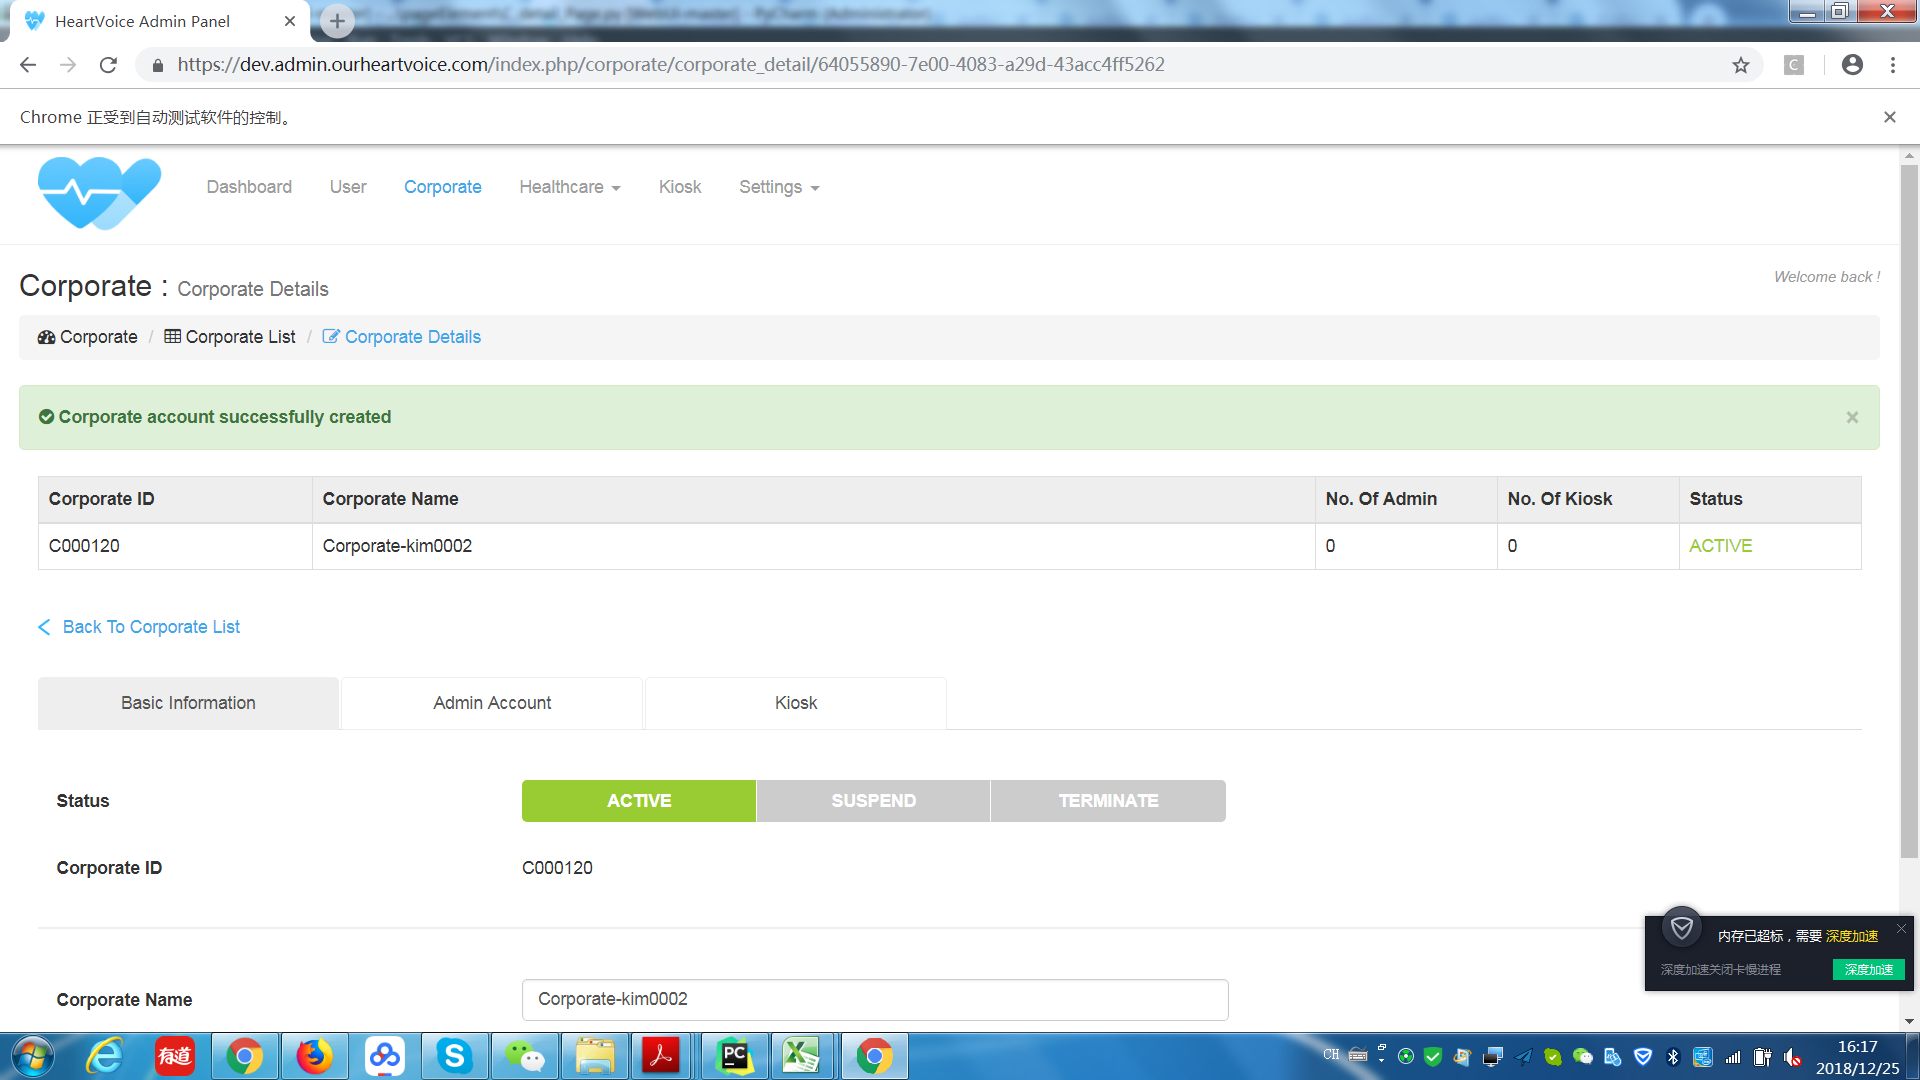 HeartVoice Admin Panel
https://dev.admin.ourheartvoice.com/index.php/corporate/corporate_detail/64055890-7e00-4083-a29d-43acc4ff5262
C
Chrome 正受到自动测试软件的控制。
Dashboard User Corporate Healthcare Kiosk Settings
Corporate : Corporate Details
Welcome back !
Corporate / Corporate List / Corporate Details
Corporate account successfully created
Corporate ID Corporate Name No. Of Admin No. Of Kiosk Status
C000120 Corporate-kim0002 0 0 ACTIVE
Back To Corporate List
Basic Information Admin Account Kiosk
Status ACTIVE SUSPEND TERMINATE
Corporate ID C000120
内存已超标，需要 深度加速
深度加速关闭卡慢进程 深度加速
Corporate Name Corporate-kim0002
有道
PC
CH
16:17
2018/12/25